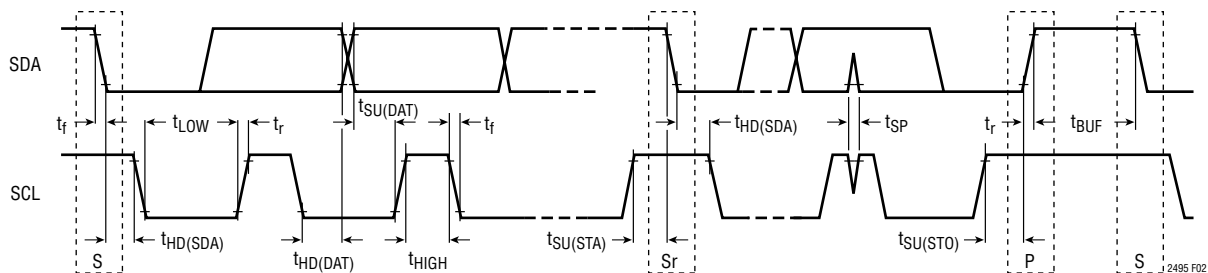 SDA
t_SU(DAT)
t_f
t_LOW
t_r
t_f
t_HD(SDA)
t_SP
t_r
t_BUF
SCL
t_HD(SDA)
t_HD(DAT)
t_HIGH
t_SU(STA)
t_SU(STO)
S
Sr
P
S
2495 F02